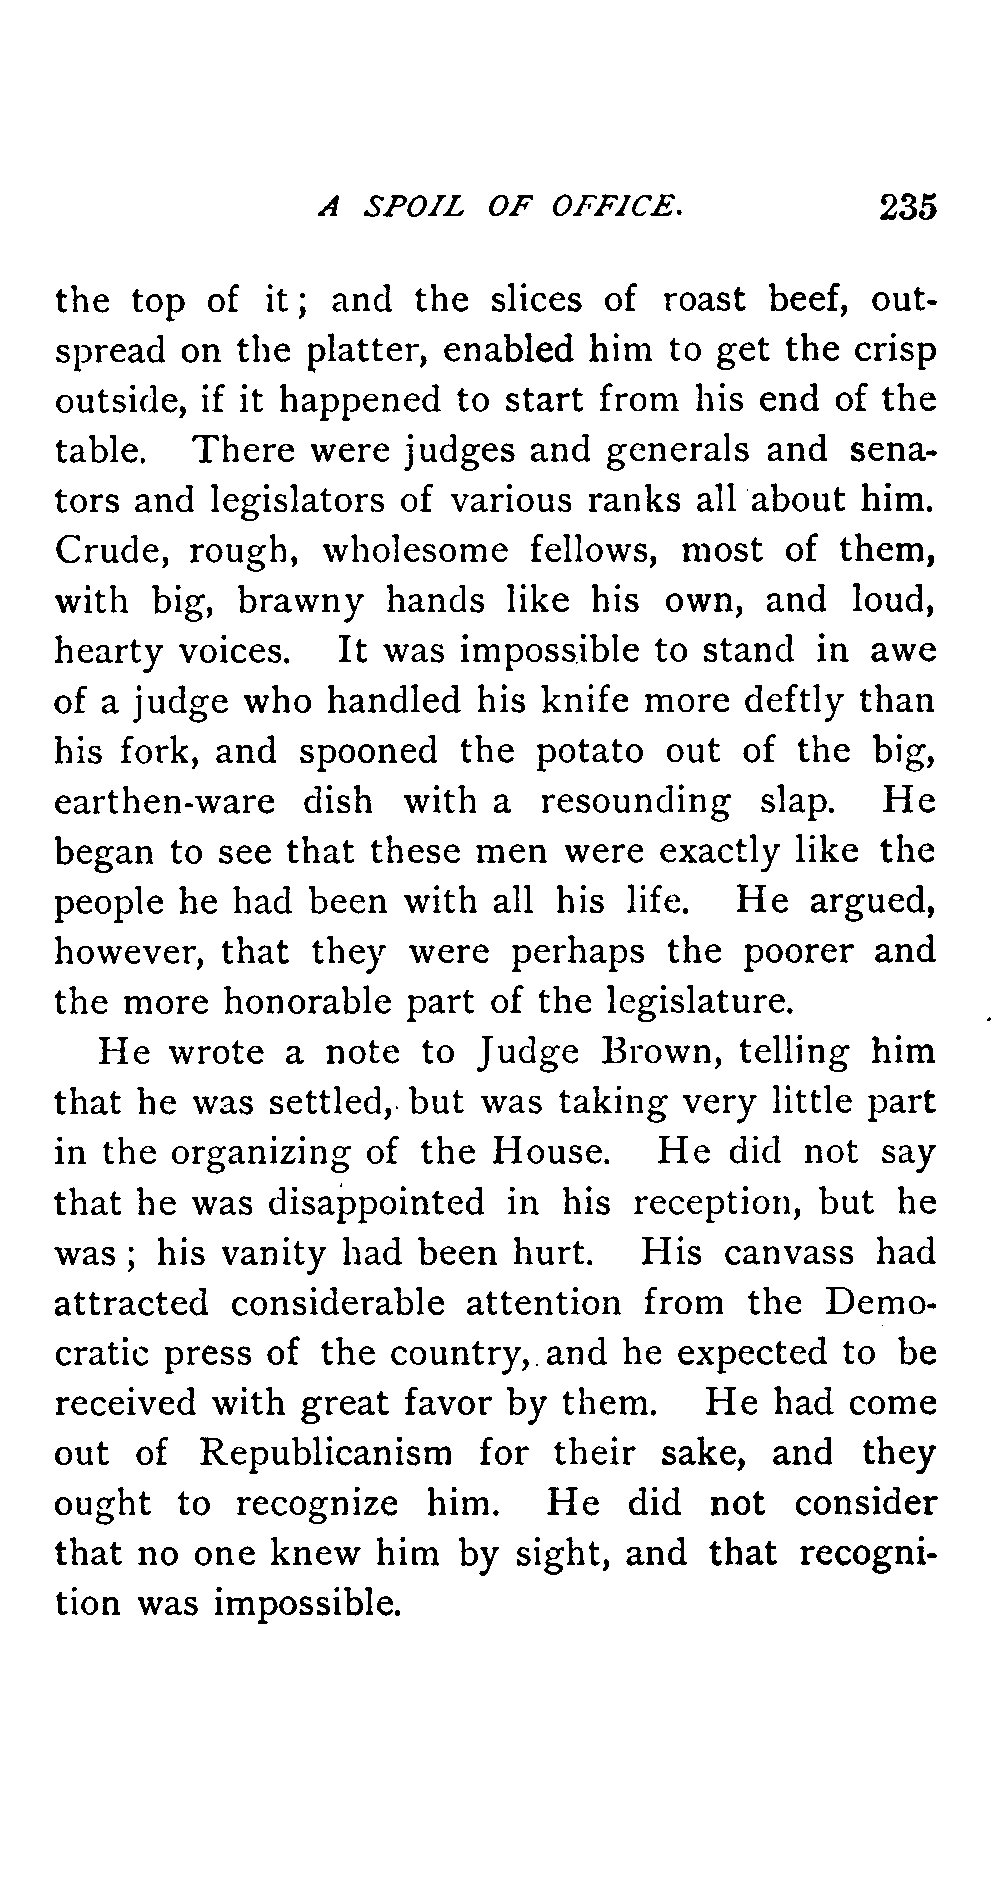 A SPOIL OF OFFICE. 235
the top of it; and the slices of roast beef, out-
spread on the platter, enabled him to get the crisp
outside, if it happened to start from his end of the
table. There were judges and generals and sena-
tors and legislators of various ranks all about him.
Crude, rough, wholesome fellows, most of them,
with big, brawny hands like his own, and loud,
hearty voices. It was impossible to stand in awe
of a judge who handled his knife more deftly than
his fork, and spooned the potato out of the big,
earthen-ware dish with a resounding slap. He
began to see that these men were exactly like the
people he had been with all his life. He argued,
however, that they were perhaps the poorer and
the more honorable part of the legislature.
He wrote a note to Judge Brown, telling him
that he was settled, but was taking very little part
in the organizing of the House. He did not say
that he was disappointed in his reception, but he
was ; his vanity had been hurt. His canvass had
attracted considerable attention from the Demo-
cratic press of the country, and he expected to be
received with great favor by them. He had come
out of Republicanism for their sake, and they
ought to recognize him. He did not consider
that no one knew him by sight, and that recogni-
tion was impossible.